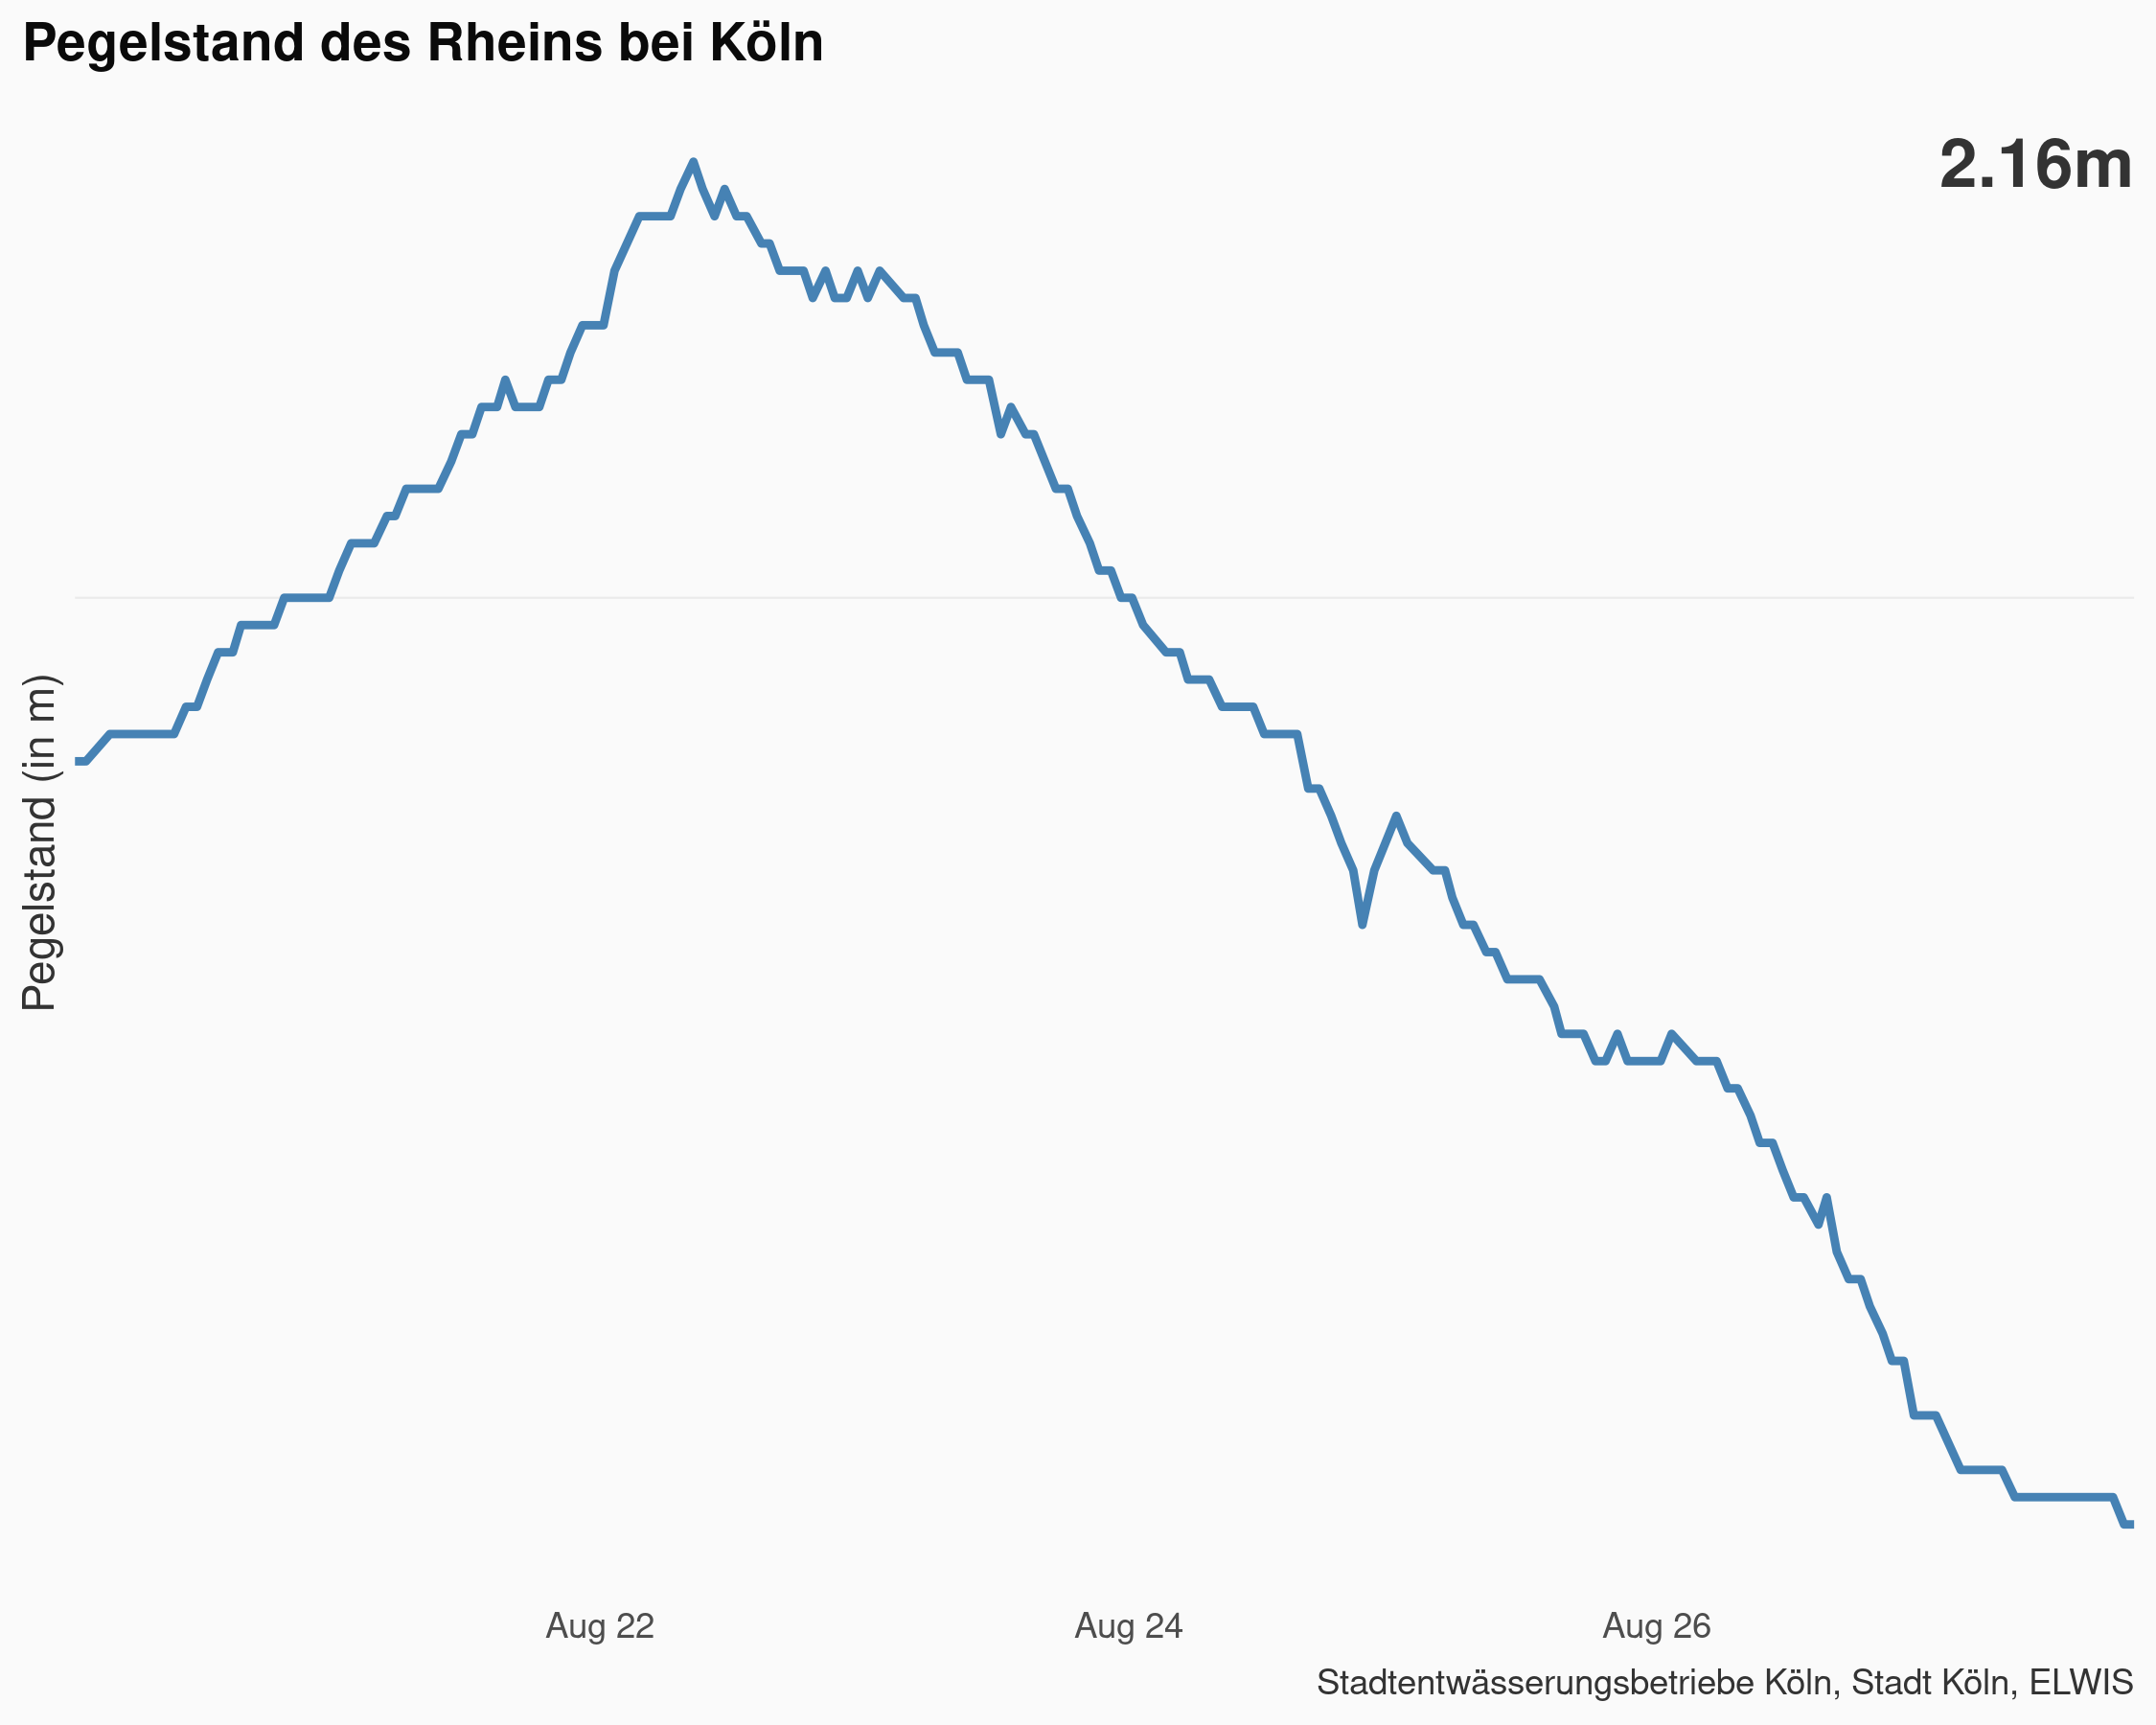 Pegelstand des Rheins bei Köln
2.16m
Pegelstand (in m)
Aug 22
Aug 24
Aug 26
Stadtentwässerungsbetriebe Köln, Stadt Köln, ELWIS